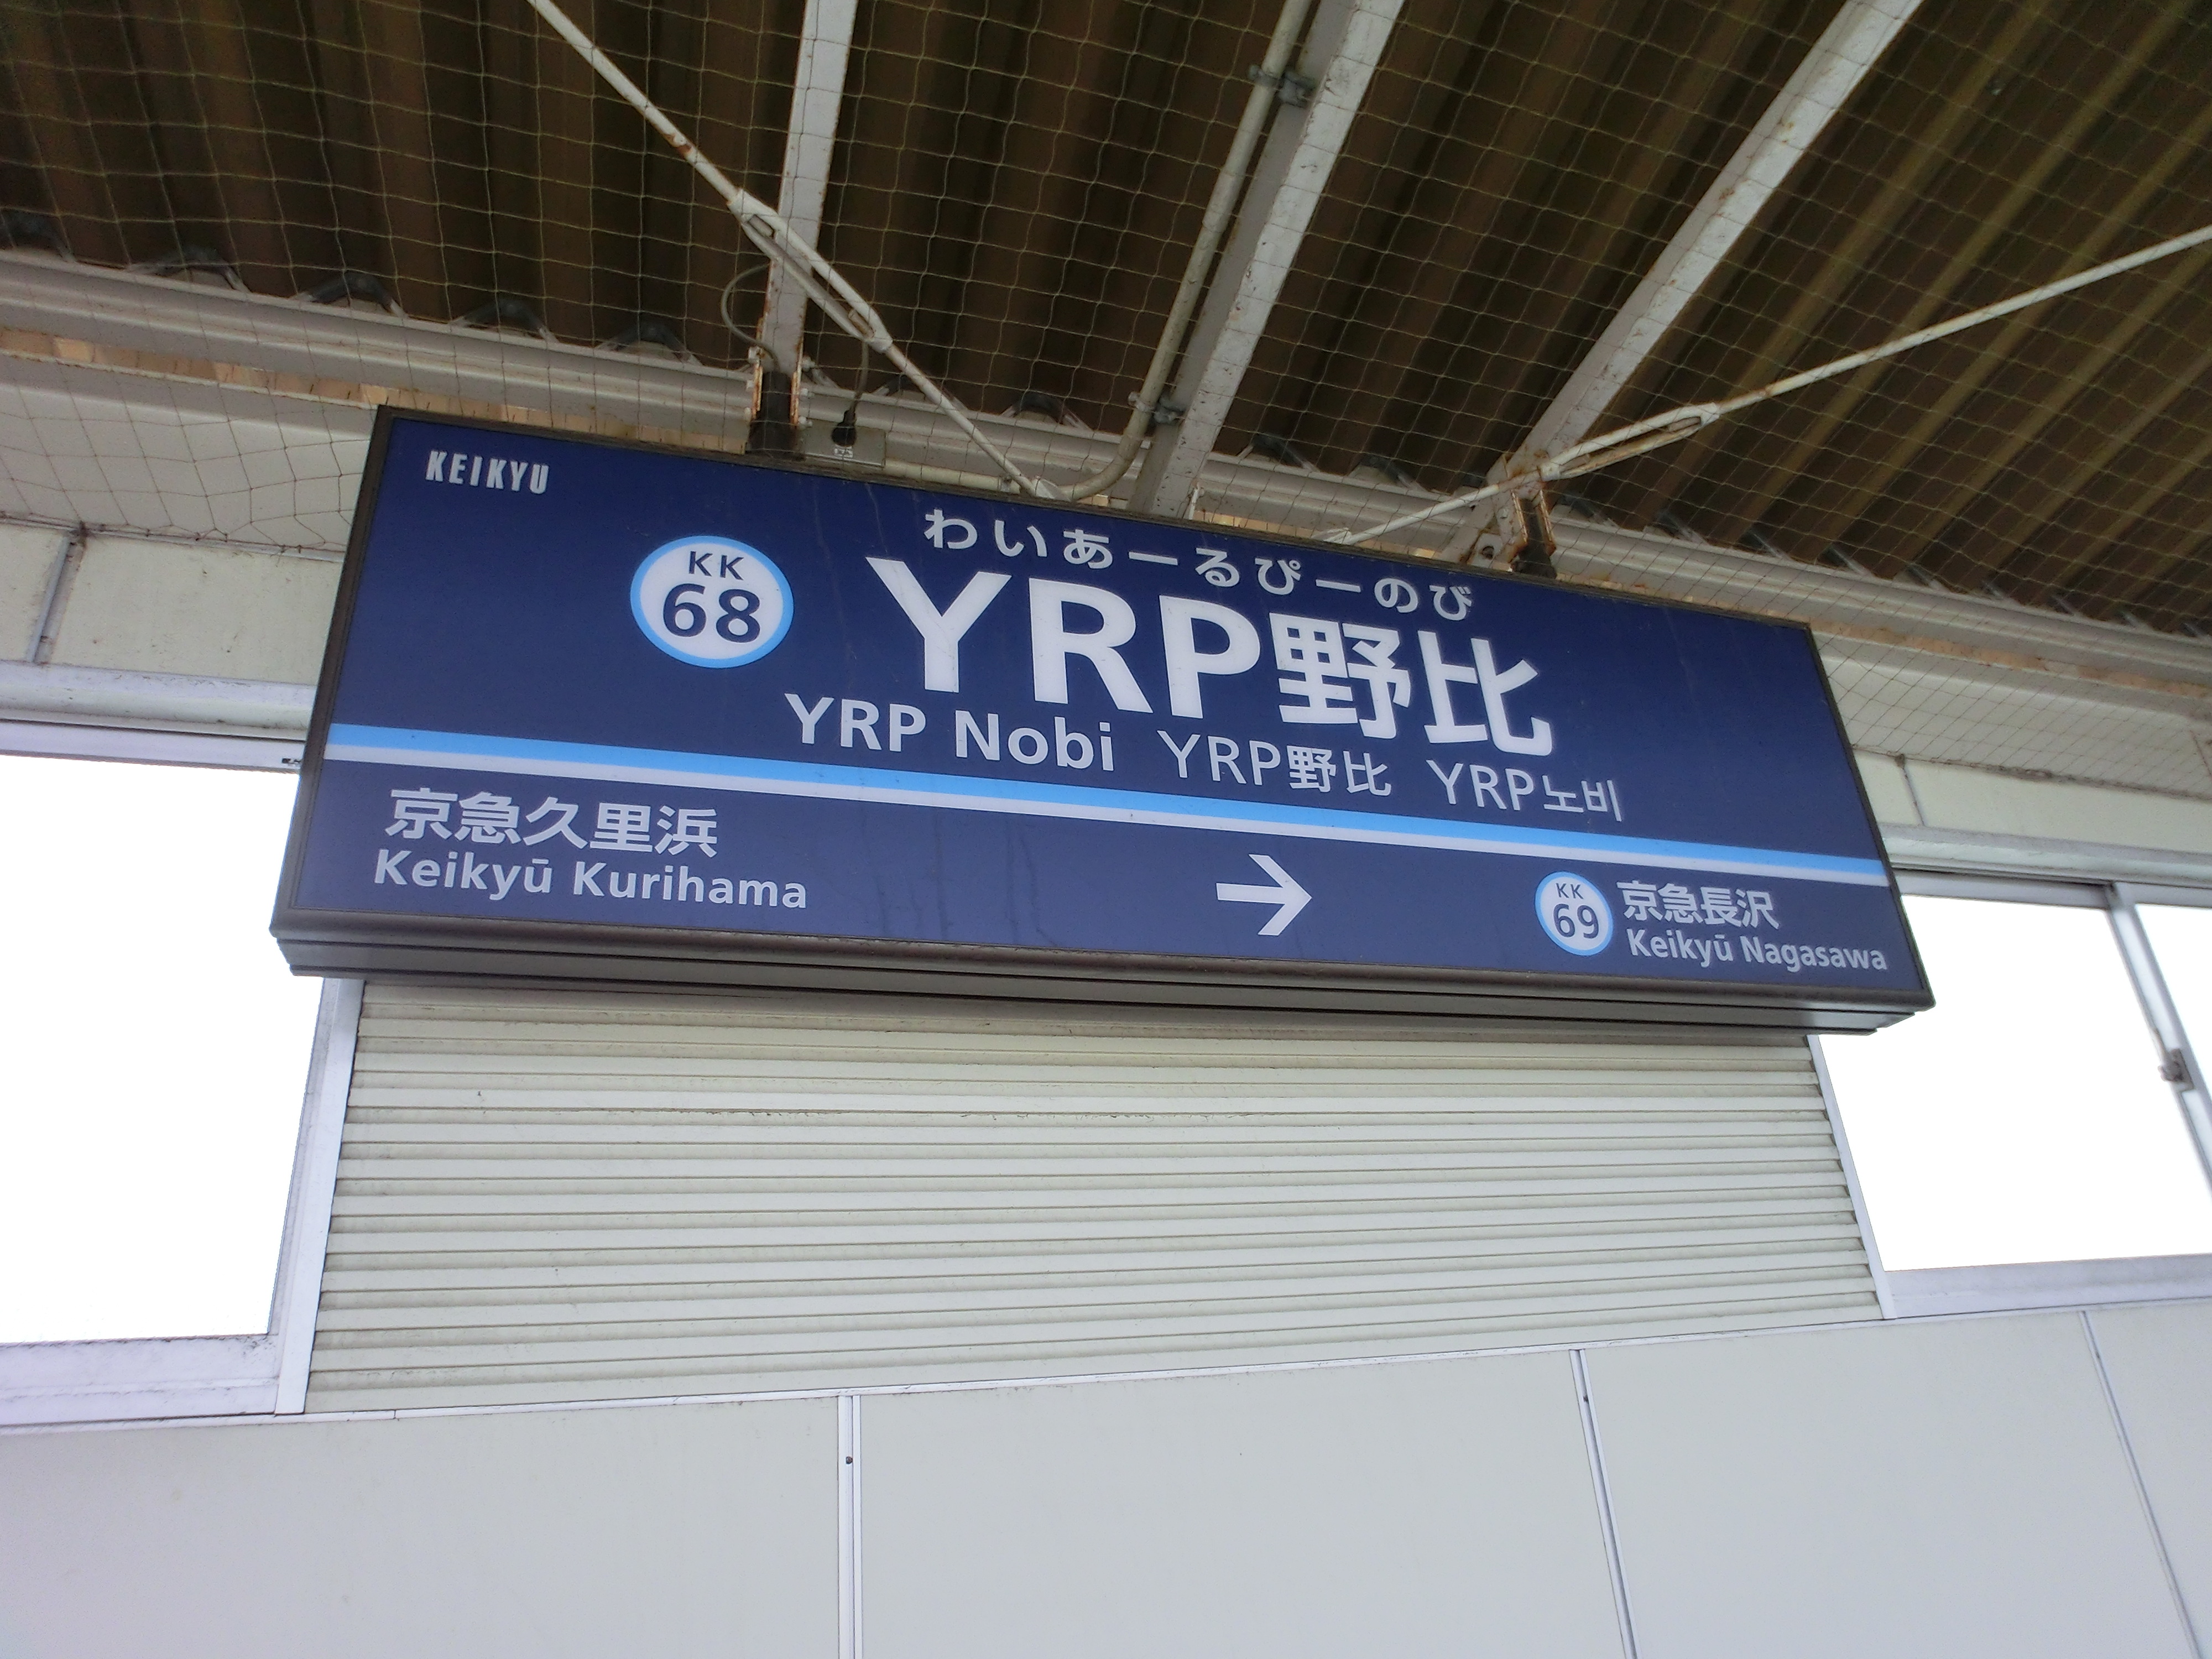 KEIKYU
わいあーるぴーのび
KK
68
YRP野比
YRP Nobi YRP野比 YRP노비
京急久里浜
Keikyū Kurihama
→
KK
69
京急長沢
Keikyū Nagasawa